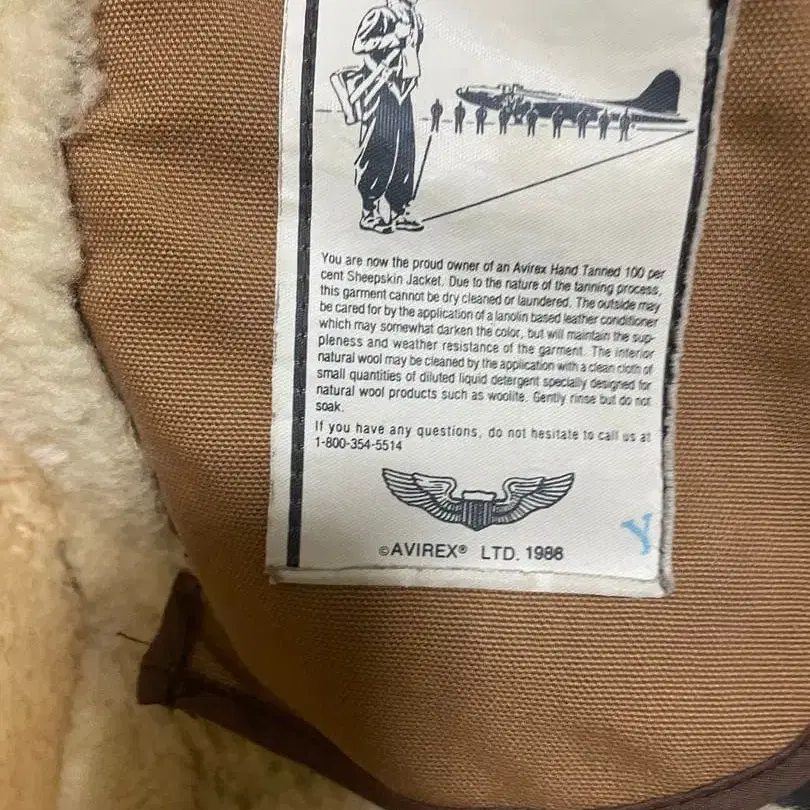 You are now the proud owner of an Avirex Hand Tanned 100 per
cent Sheepskin Jacket. Due to the nature of the tanning process,
this garment cannot be dry cleaned or laundered. The outside may
be cared for by the application of a lanolin based leather conditioner
which may somewhat darken the color, but will maintain the sup-
pleness and weather resistance of the garment. The interior
natural wool may be cleaned by the application with a clean cloth of
small quantities of diluted liquid detergent specially designed for
natural wool products such as woolite. Gently rinse but do not
soak.
If you have any questions, do not hesitate to call us at
1-800-354-5514
©AVIREX® LTD. 1986
Y